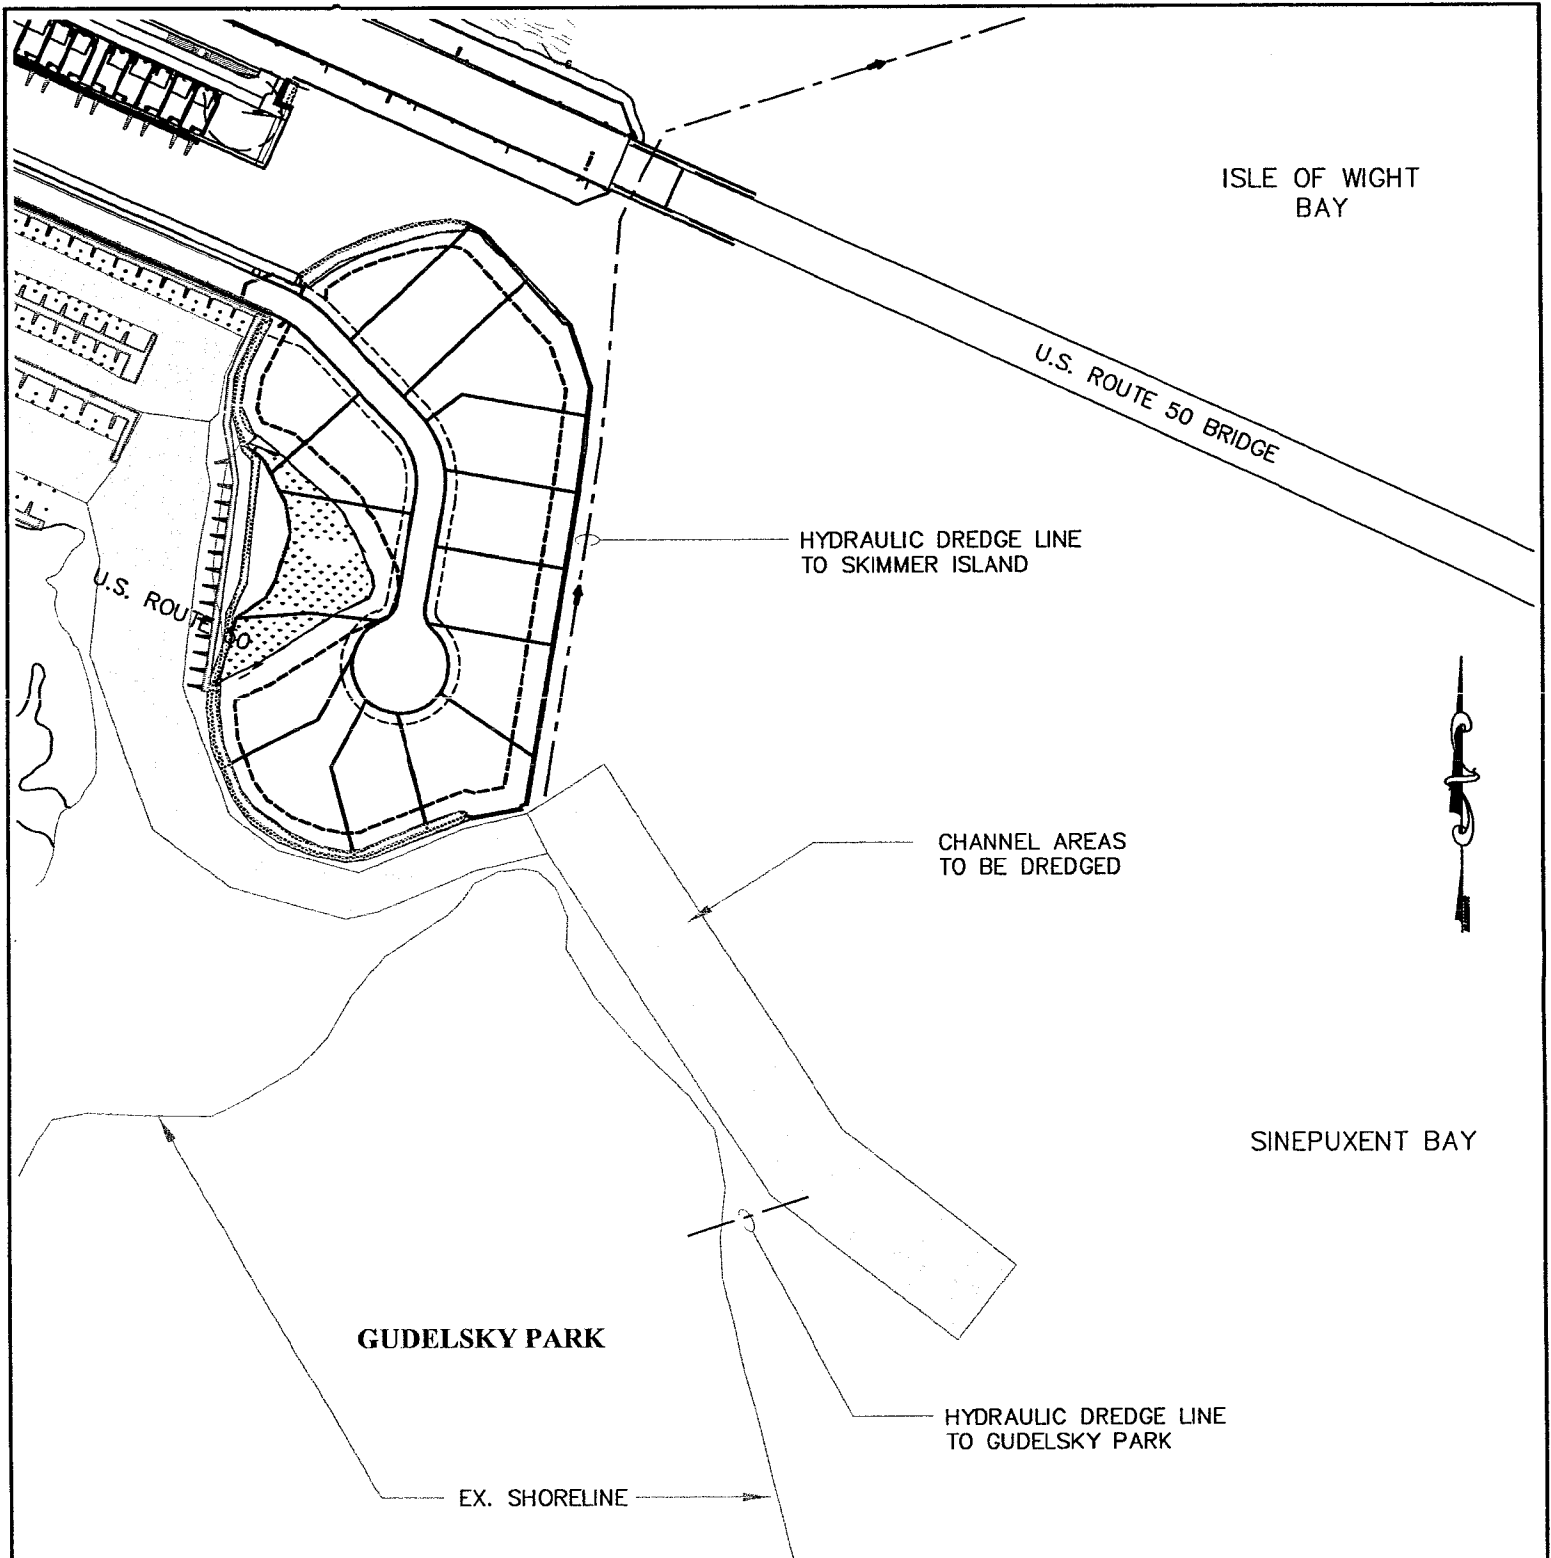 ISLE OF WIGHT
BAY
U.S. ROUTE 50 BRIDGE
HYDRAULIC DREDGE LINE
TO SKIMMER ISLAND
U.S. ROUTE 50
CHANNEL AREAS
TO BE DREDGED
SINEPUXENT BAY
GUDELSKY PARK
HYDRAULIC DREDGE LINE
TO GUDELSKY PARK
EX. SHORELINE